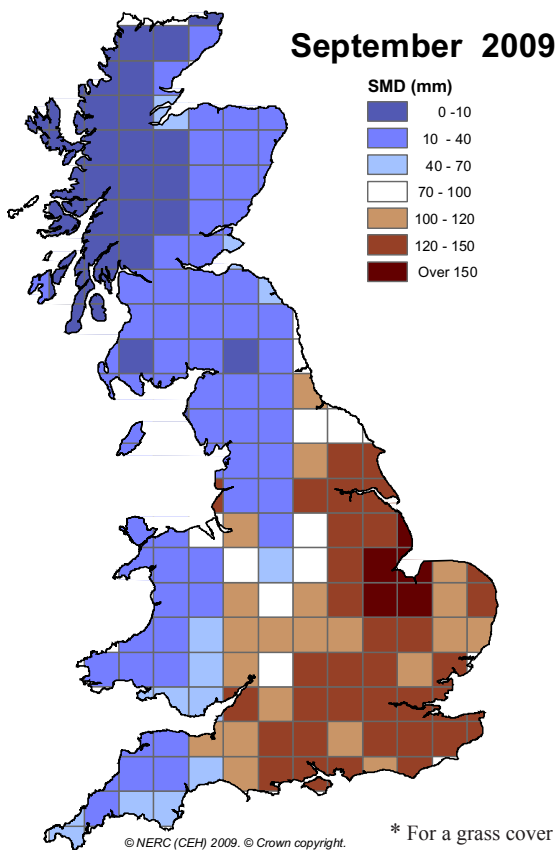 September 2009
SMD (mm)
0 -10
10 - 40
40 - 70
70 - 100
100 - 120
120 - 150
Over 150
* For a grass cover
© NERC (CEH) 2009. © Crown copyright.